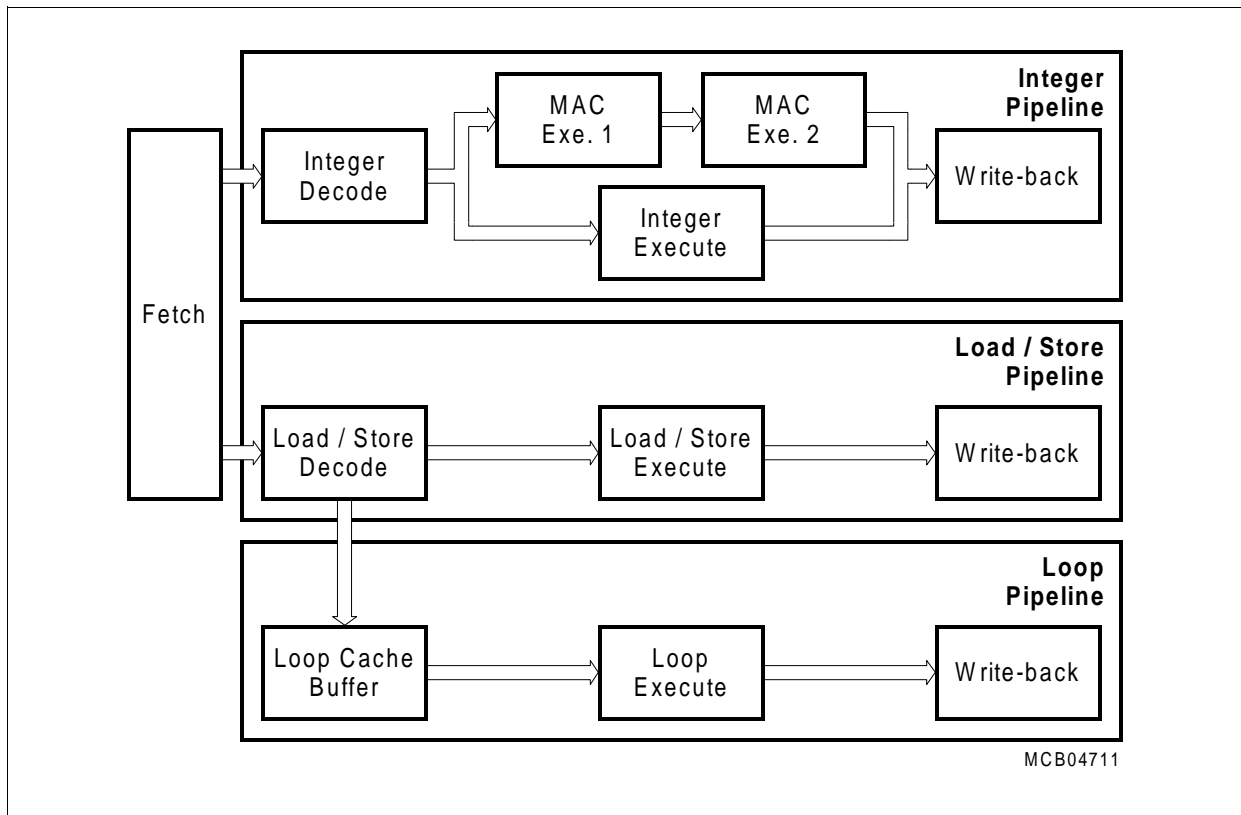 Fetch
Integer
Pipeline
Integer
Decode
MAC
Exe. 1
MAC
Exe. 2
Integer
Execute
Write-back
Load / Store
Pipeline
Load / Store
Decode
Load / Store
Execute
Write-back
Loop
Pipeline
Loop Cache
Buffer
Loop
Execute
Write-back
MCB04711